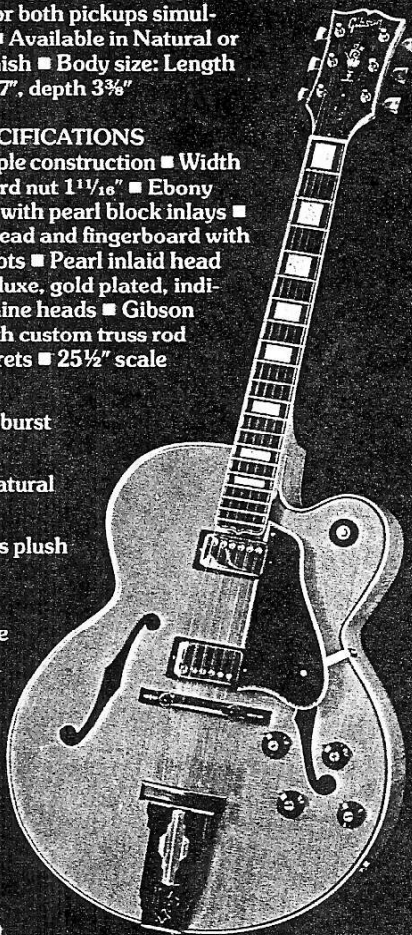 or both pickups simul-
■ Available in Natural or
nish ■ Body size: Length
7", depth 3⅜"
CIFICATIONS
ple construction ■ Width
rd nut 1¹¹/₁₆" ■ Ebony
with pearl block inlays ■
ead and fingerboard with
ots ■ Pearl inlaid head
luxe, gold plated, indi-
ine heads ■ Gibson
h custom truss rod
rets ■ 25½" scale
burst
atural
s plush
e
Gibson